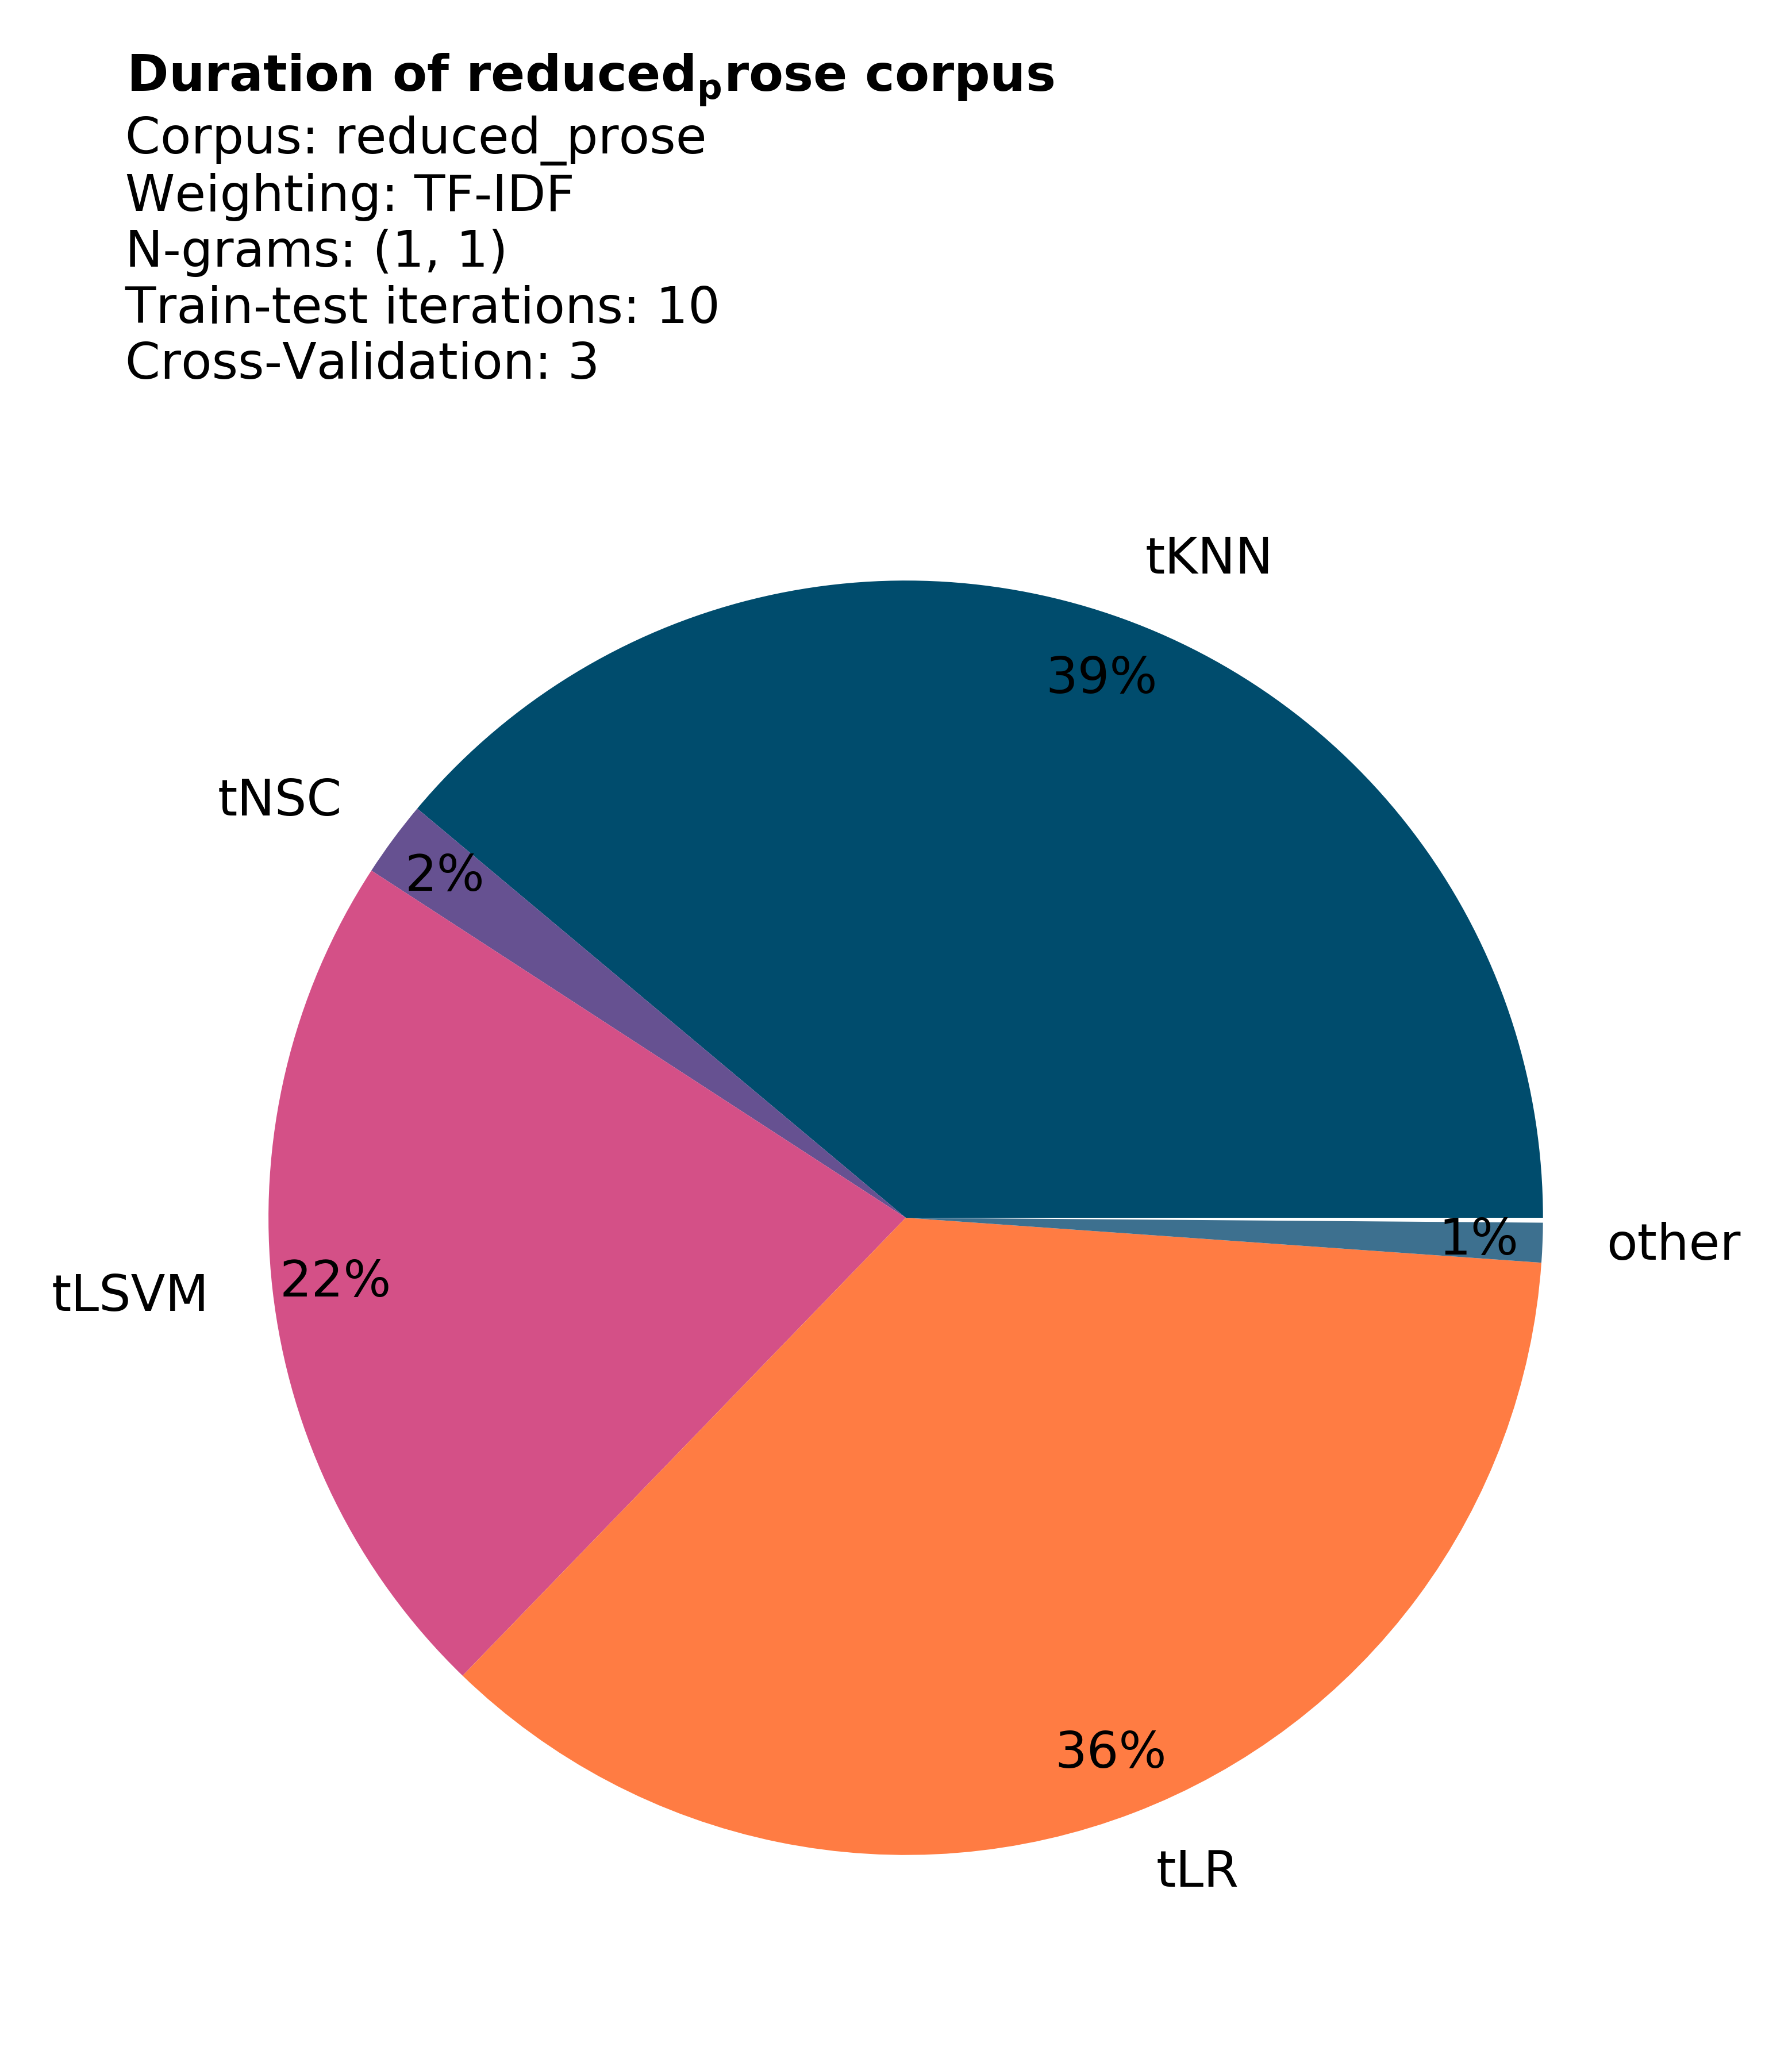 Duration of reducedₚrose corpus
Corpus: reduced_prose
Weighting: TF-IDF
N-grams: (1, 1)
Train-test iterations: 10
Cross-Validation: 3
tKNN
39%
tNSC
2%
1%
other
22%
tLSVM
36%
tLR